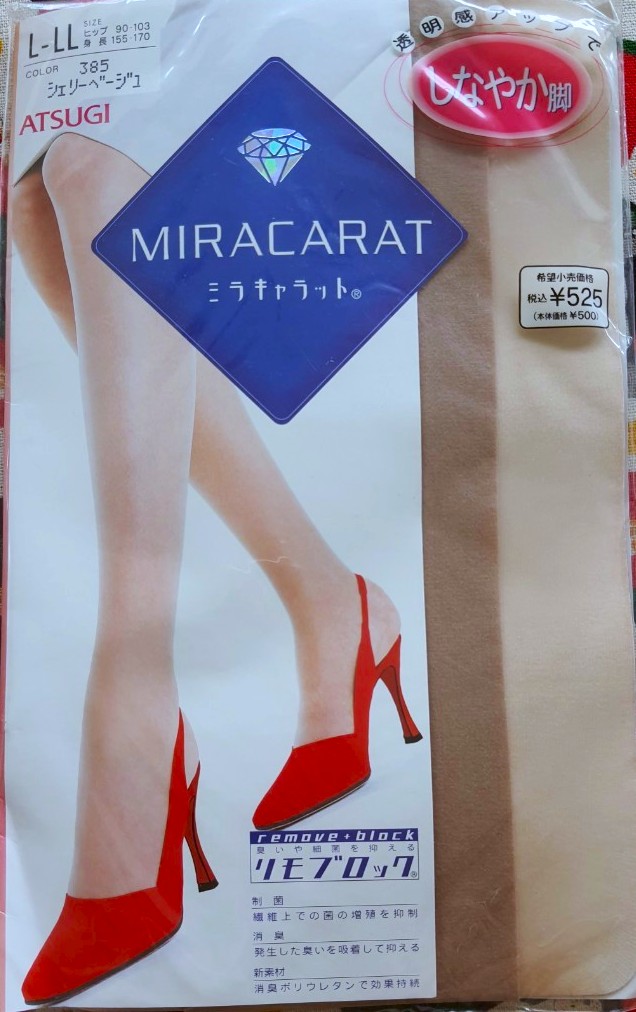 L-LL
SIZE
ヒップ 90-103
身長 155-170
COLOR 385
シェリーベージュ
ATSUGI
透明感アップで
しなやか脚
MIRACARAT
ミラキャラット®
希望小売価格
税込 ¥525
(本体価格 ¥500)
remove+block
臭いや細菌を抑える
リモブロック®
制菌
繊維上での菌の増殖を抑制
消臭
発生した臭いを吸着して抑える
新素材
消臭ポリウレタンで効果持続